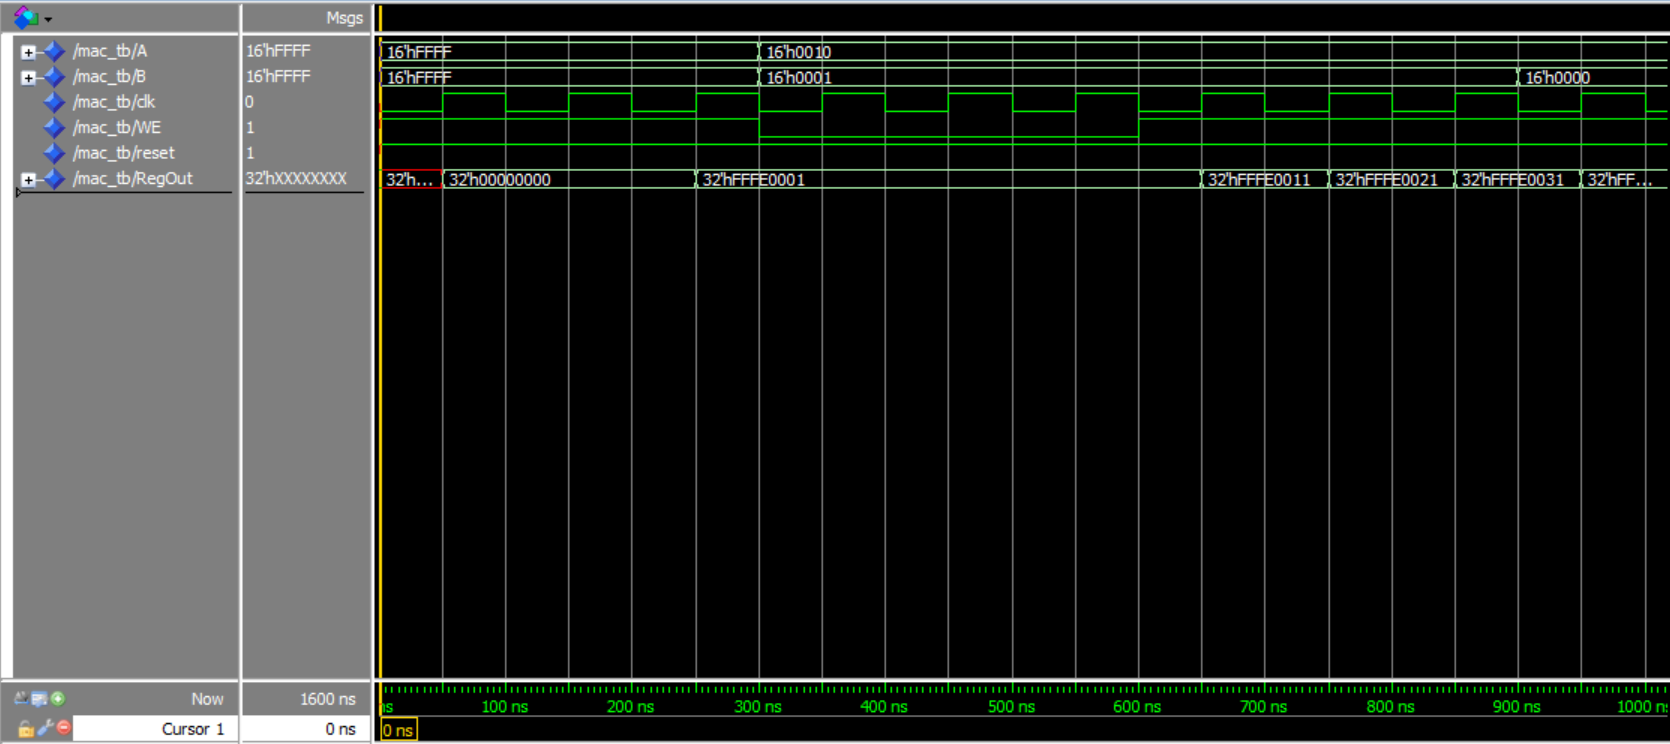 Msgs
/mac_tb/A 16'hFFFF 16'hFFFF 16'h0010
/mac_tb/B 16'hFFFF 16'hFFFF 16'h0001 16'h0000
/mac_tb/clk 0
/mac_tb/WE 1
/mac_tb/reset 1
/mac_tb/RegOut 32'hXXXXXXXX 32'h... 32'h00000000 32'hFFFE0001 32'hFFFE0011 32'hFFFE0021 32'hFFFE0031 32'hFF...
Now 1600 ns ns 100 ns 200 ns 300 ns 400 ns 500 ns 600 ns 700 ns 800 ns 900 ns 1000 n
Cursor 1 0 ns 0 ns